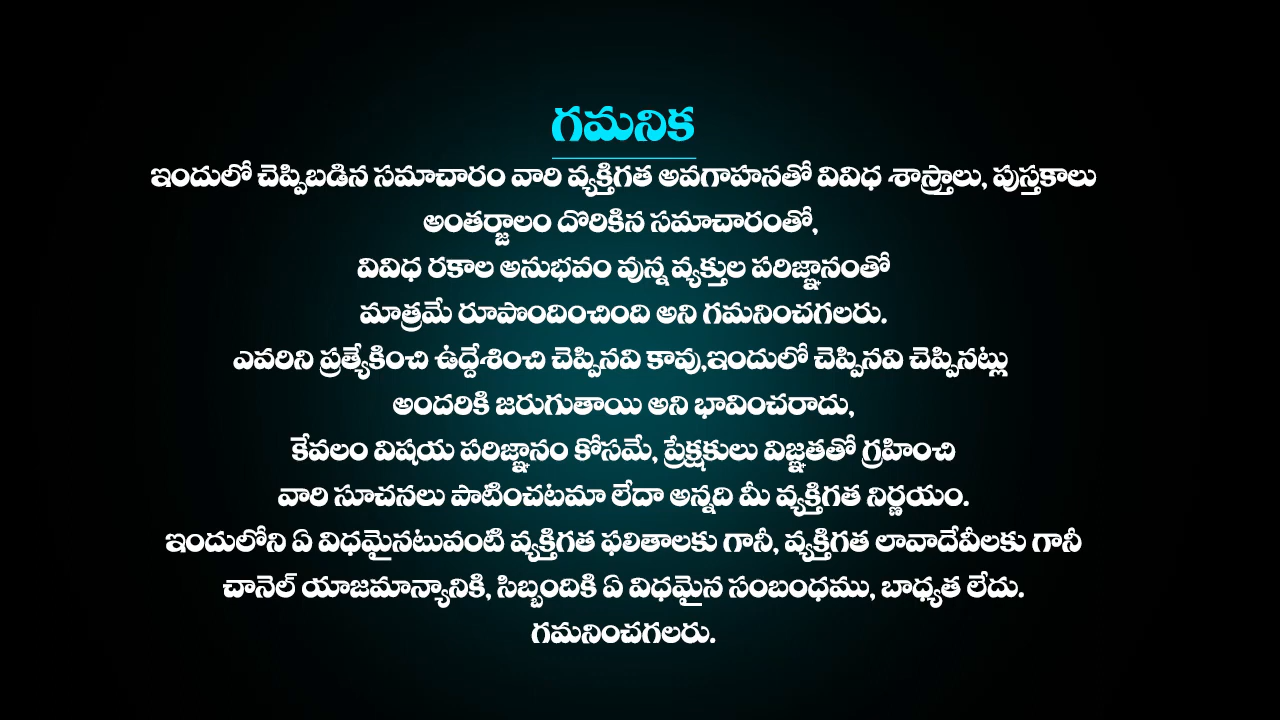 గమనిక
ఇందులో చెప్పిబడిన సమాచారం వారి వ్యక్తిగత అవగాహనతో వివిధ శాస్త్రాలు, పుస్తకాలు
అంతర్జాలం దొరికిన సమాచారంతో,
వివిధ రకాల అనుభవం వున్న వ్యక్తుల పరిజ్ఞానంతో
మాత్రమే రూపొందించింది అని గమనించగలరు.
ఎవరిని ప్రత్యేకించి ఉద్దేశించి చెప్పినవి కావు,ఇందులో చెప్పినవి చెప్పినట్లు
అందరికి జరుగుతాయి అని భావించరాదు,
కేవలం విషయ పరిజ్ఞానం కోసమే, ప్రేక్షకులు విజ్ఞతతో గ్రహించి
వారి సూచనలు పాటించటమా లేదా అన్నది మీ వ్యక్తిగత నిర్ణయం.
ఇందులోని ఏ విధమైనటువంటి వ్యక్తిగత ఫలితాలకు గానీ, వ్యక్తిగత లావాదేవీలకు గానీ
చానెల్ యాజమాన్యానికి, సిబ్బందికి ఏ విధమైన సంబంధము, బాధ్యత లేదు.
గమనించగలరు.